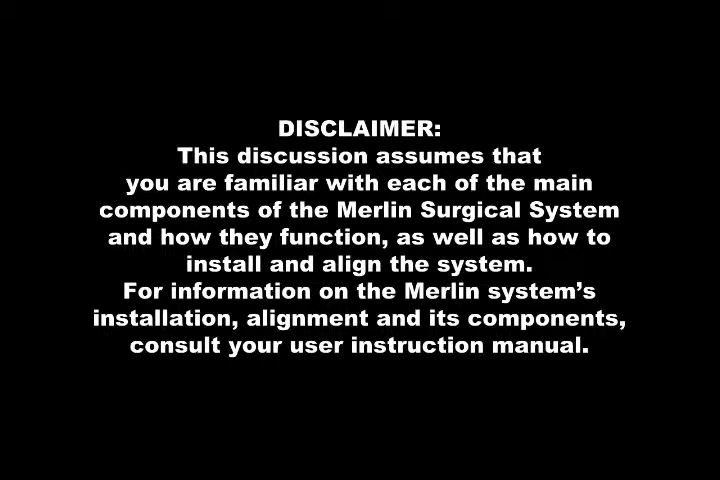 DISCLAIMER:
This discussion assumes that
you are familiar with each of the main
components of the Merlin Surgical System
and how they function, as well as how to
install and align the system.
For information on the Merlin system’s
installation, alignment and its components,
consult your user instruction manual.